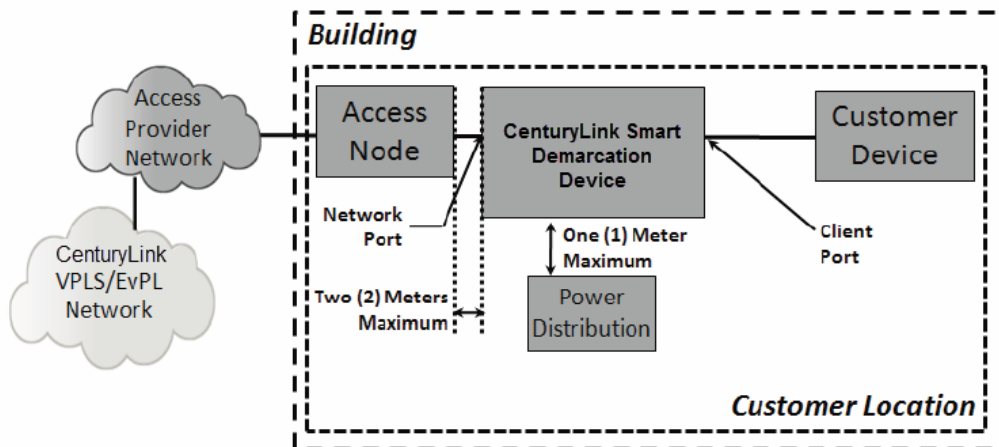 Building
Access
Provider
Network
CenturyLink
VPLS/EvPL
Network
Access
Node
CenturyLink Smart
Demarcation
Device
Customer
Device
Network
Port
One (1) Meter
Maximum
Client
Port
Two (2) Meters
Maximum
Power
Distribution
Customer Location